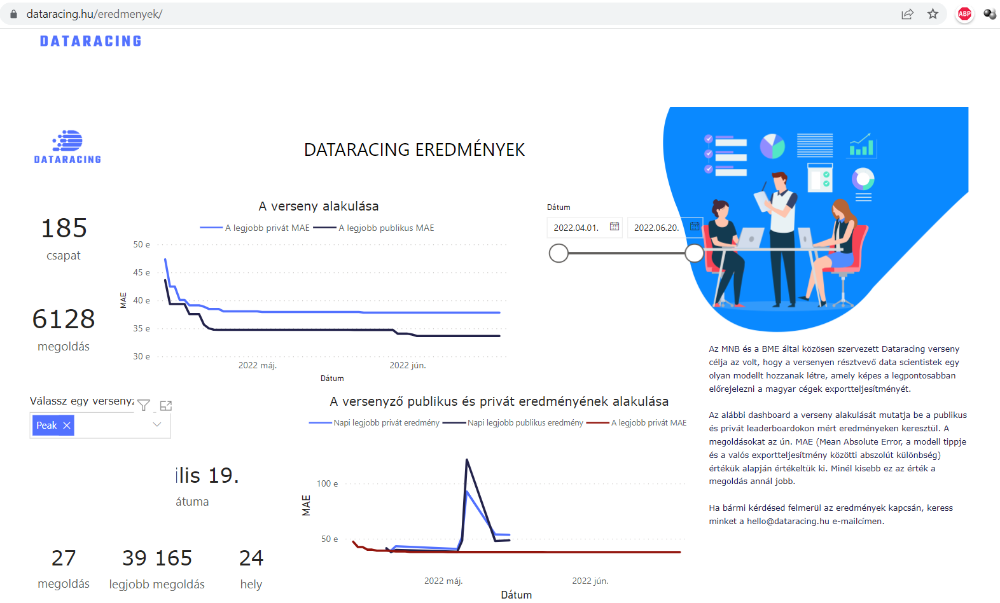 dataracing.hu/eredmenyek/
ABP
DATARACING
DATARACING
DATARACING EREDMÉNYEK
185
csapat
6128
megoldás
A verseny alakulása
A legjobb privát MAE
A legjobb publikus MAE
50 e
45 e
40 e
35 e
30 e
MAE
2022 máj.
2022 jún.
Dátum
Dátum
2022.04.01.
2022.06.20.
Az MNB és a BME által közösen szervezett Dataracing verseny
célja az volt, hogy a versenyen résztvevő data scientistek egy
olyan modellt hozzanak létre, amely képes a legpontosabban
előrejelezni a magyar cégek exportteljesítményét.
Az alábbi dashboard a verseny alakulását mutatja be a publikus
és privát leaderboardokon mért eredményeken keresztül. A
megoldásokat az ún. MAE (Mean Absolute Error, a modell tippje
és a valós exportteljesítmény közötti abszolút különbség)
értékük alapján értékeltük ki. Minél kisebb ez az érték a
megoldás annál jobb.
Ha bármi kérdésed felmerül az eredmények kapcsán, keress
minket a hello@dataracing.hu e-mailcímen.
Válassz egy versenyz
Peak
ilis 19.
átuma
27
megoldás
39 165
legjobb megoldás
24
hely
A versenyző publikus és privát eredményének alakulása
Napi legjobb privát eredmény
Napi legjobb publikus eredmény
A legjobb privát MAE
100 e
50 e
MAE
2022 máj.
2022 jún.
Dátum